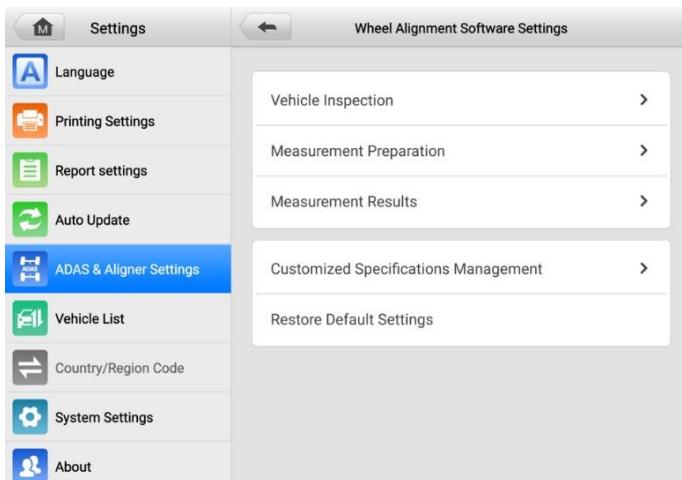 M
Settings
Wheel Alignment Software Settings
A
Language
Printing Settings
Report settings
Auto Update
ADAS
ADAS & Aligner Settings
Vehicle List
Country/Region Code
System Settings
About
Vehicle Inspection
Measurement Preparation
Measurement Results
Customized Specifications Management
Restore Default Settings